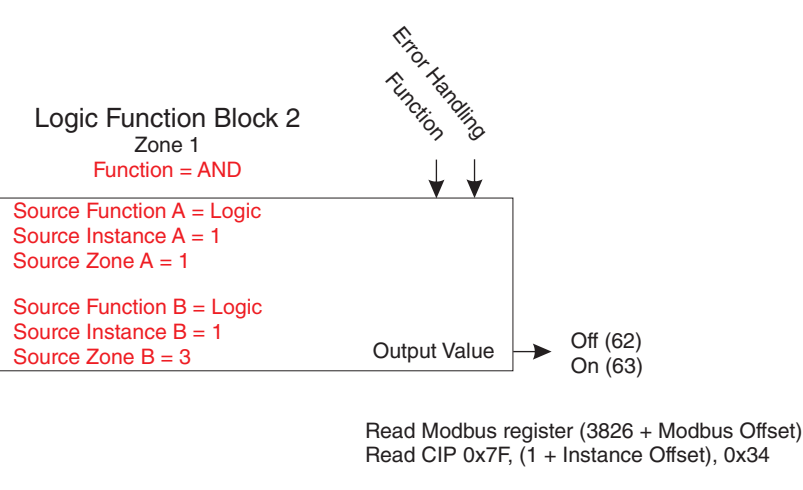 Error Handling
Function
Logic Function Block 2
Zone 1
Function = AND
Source Function A = Logic
Source Instance A = 1
Source Zone A = 1
Source Function B = Logic
Source Instance B = 1
Source Zone B = 3
Output Value
Off (62)
On (63)
Read Modbus register (3826 + Modbus Offset)
Read CIP 0x7F, (1 + Instance Offset), 0x34